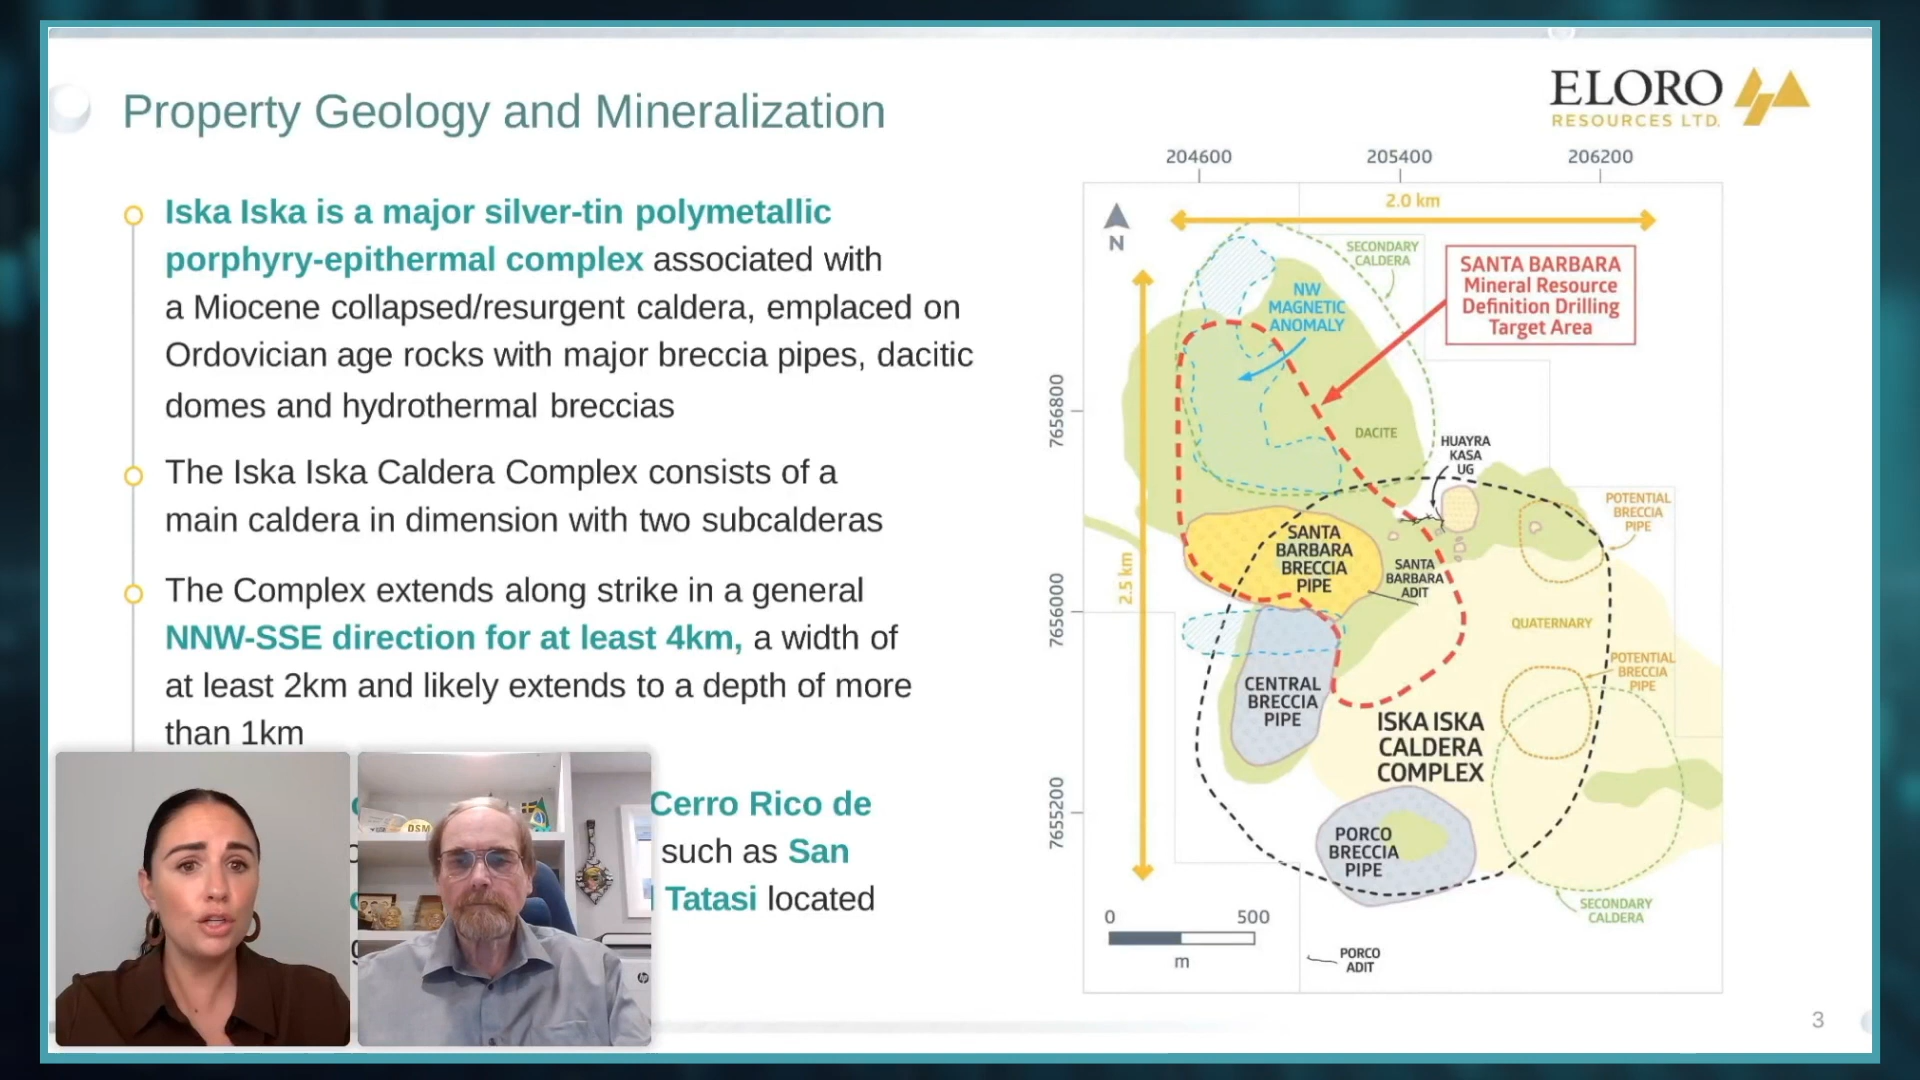 Property Geology and Mineralization
ELORO
RESOURCES LTD.
Iska Iska is a major silver-tin polymetallic
porphyry-epithermal complex associated with
a Miocene collapsed/resurgent caldera, emplaced on
Ordovician age rocks with major breccia pipes, dacitic
domes and hydrothermal breccias
The Iska Iska Caldera Complex consists of a
main caldera in dimension with two subcalderas
The Complex extends along strike in a general
NNW-SSE direction for at least 4km, a width of
at least 2km and likely extends to a depth of more
than 1km
Cerro Rico de
such as San
Tatasi located
DSM
204600
205400
206200
2.0 km
N
SECONDARY
CALDERA
SANTA BARBARA
Mineral Resource
Definition Drilling
Target Area
NW
MAGNETIC
ANOMALY
7656800
DACITE
HUAYRA
KASA
UG
POTENTIAL
BRECCIA
PIPE
SANTA
BARBARA
BRECCIA
PIPE
SANTA
BARBARA
ADIT
2.5 km
7656000
QUATERNARY
POTENTIAL
BRECCIA
PIPE
CENTRAL
BRECCIA
PIPE
ISKA ISKA
CALDERA
COMPLEX
7655200
PORCO
BRECCIA
PIPE
SECONDARY
CALDERA
0
500
m
PORCO
ADIT
3